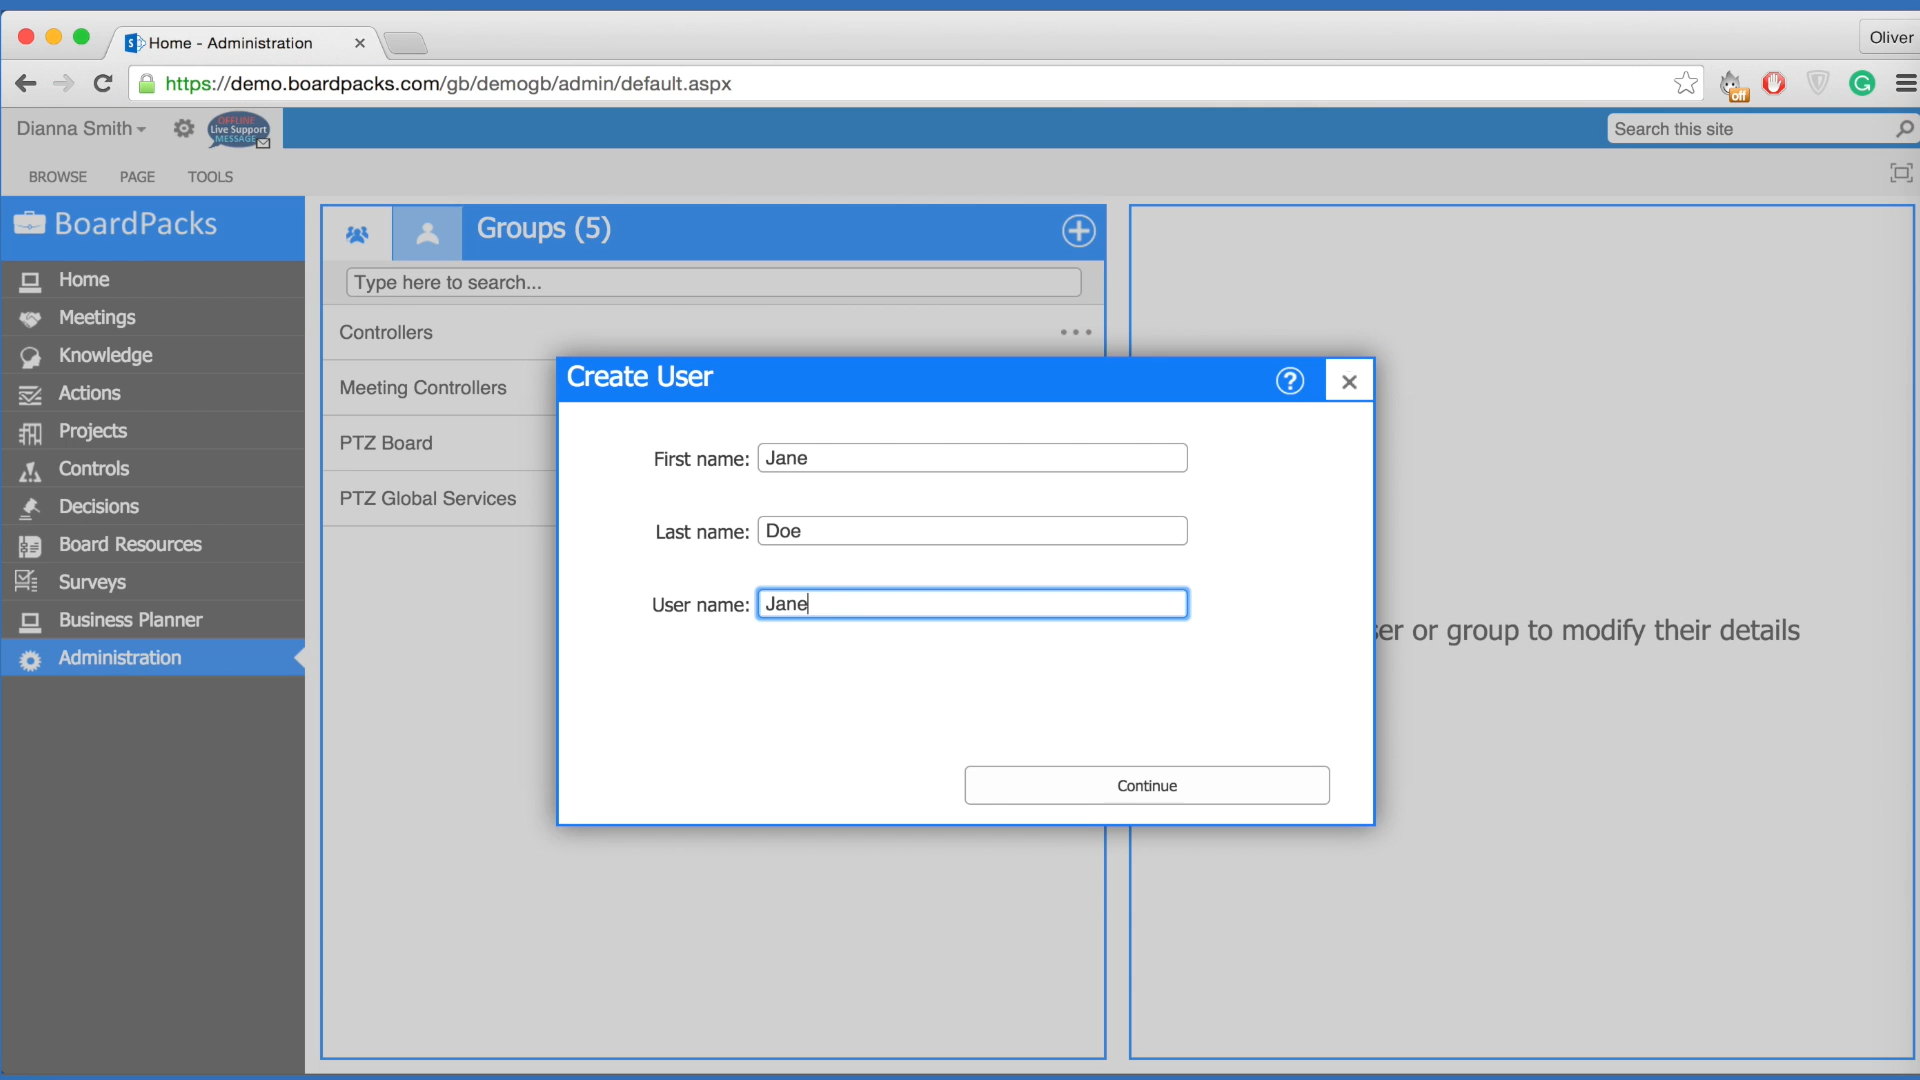 Home - Administration
Oliver
https://demo.boardpacks.com/gb/demogb/admin/default.aspx
off
Dianna Smith
OFFLINE
Live Support
MESSAGE
Search this site
BROWSE PAGE TOOLS
BoardPacks
Home
Meetings
Knowledge
Actions
Projects
Controls
Decisions
Board Resources
Surveys
Business Planner
Administration
Groups (5)
Type here to search...
Controllers
Meeting Controllers
PTZ Board
PTZ Global Services
Create User
First name: Jane
Last name: Doe
User name: Jane
Continue
er or group to modify their details